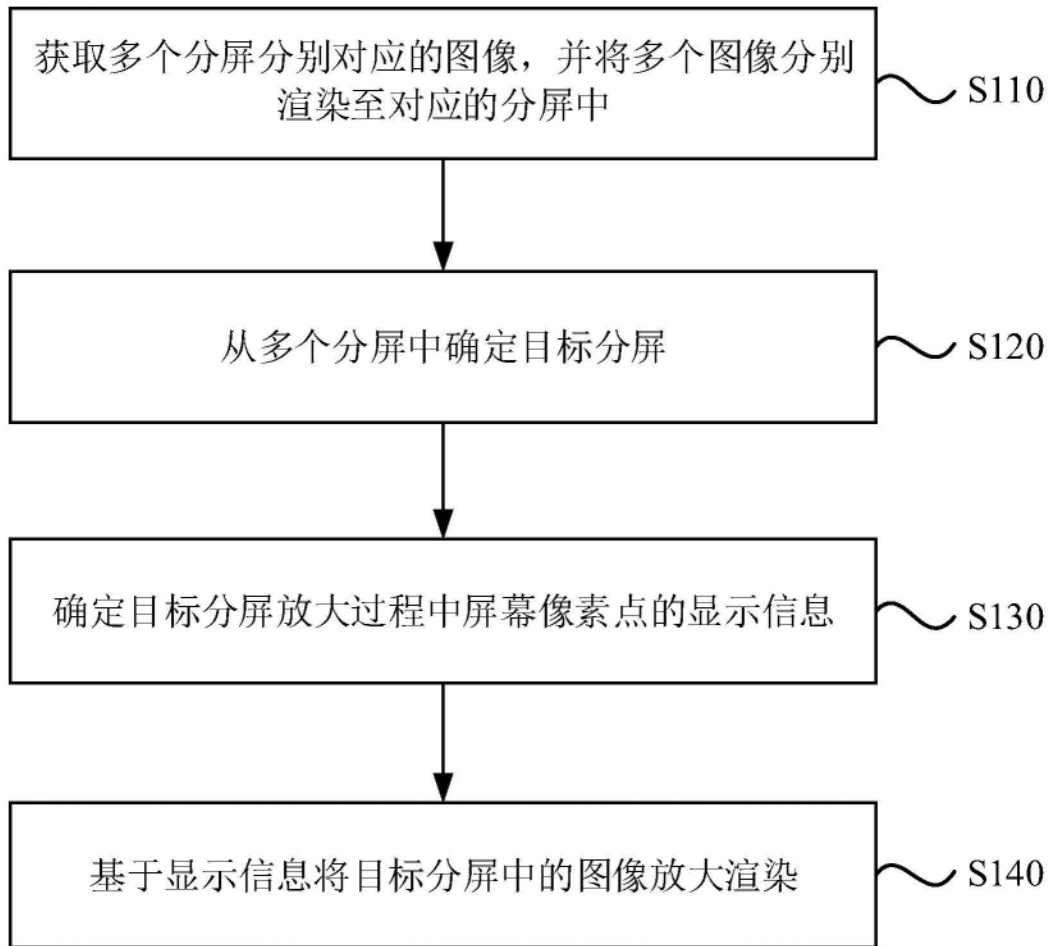 获取多个分屏分别对应的图像，并将多个图像分别
渲染至对应的分屏中
S110
从多个分屏中确定目标分屏
S120
确定目标分屏放大过程中屏幕像素点的显示信息
S130
基于显示信息将目标分屏中的图像放大渲染
S140